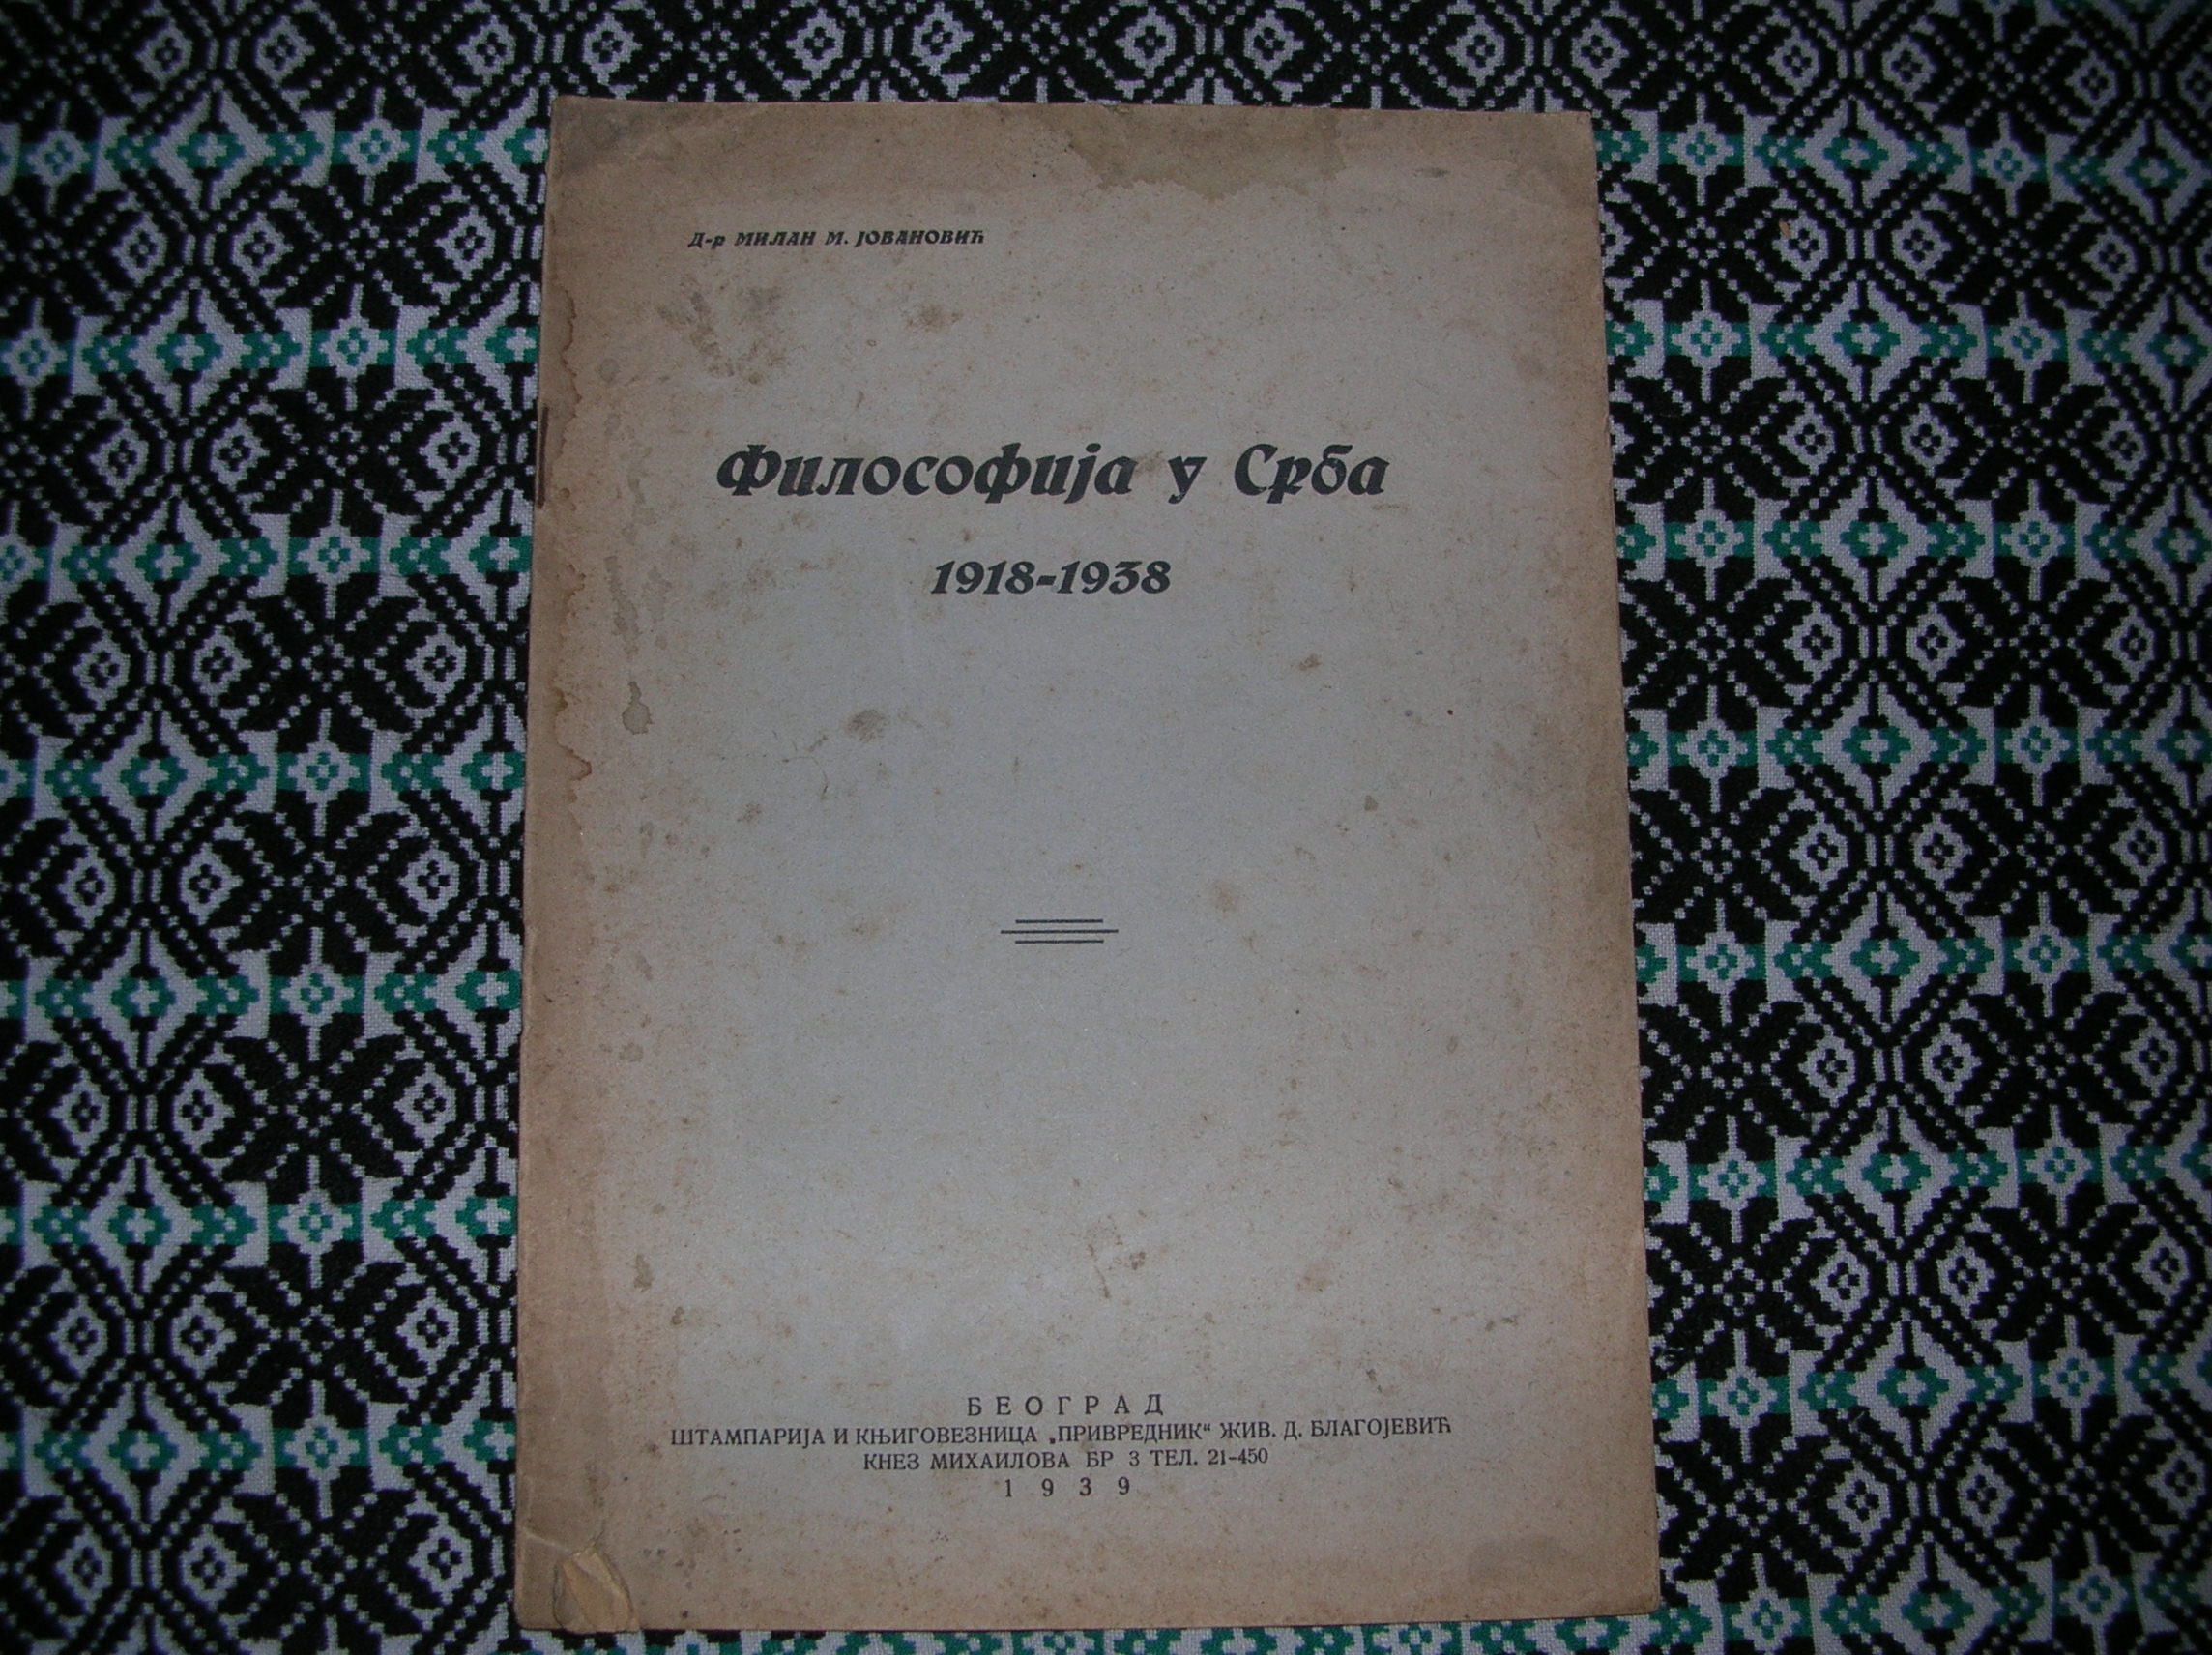 Д-р МИЛАН М. ЈОВАНОВИЋ
Философија у Срба
1918-1938
БЕОГРАД
ШТАМПАРИЈА И КЊИГОВЕЗНИЦА „ПРИВРЕДНИК“ ЖИВ. Д. БЛАГОЈЕВИЋ
КНЕЗ МИХАИЛОВА БР 3 ТЕЛ. 21-450
1939